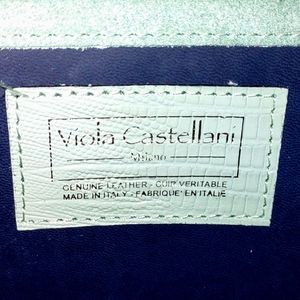 Viola Castellani
Milano
GENUINE LEATHER - CUIR VERITABLE
MADE IN ITALY - FABRIQUE' EN ITALIE